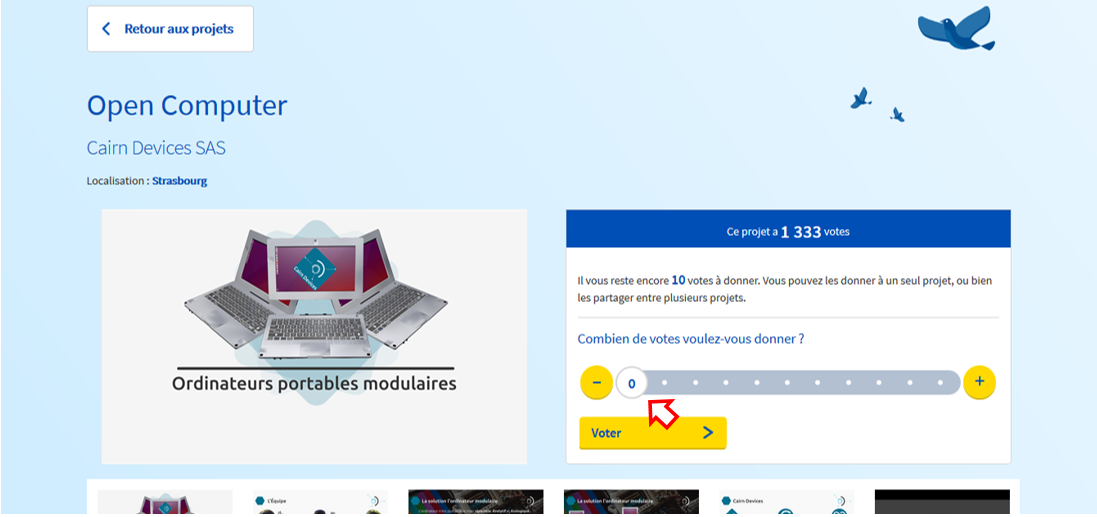 Retour aux projets
Open Computer
Cairn Devices SAS
Localisation : Strasbourg
Cairn Devices
Ordinateurs portables modulaires
Ce projet a 1 333 votes
Il vous reste encore 10 votes à donner. Vous pouvez les donner à un seul projet, ou bien
les partager entre plusieurs projets.
Combien de votes voulez-vous donner ?
− 0 +
Voter
L'Équipe
La solution l'ordinateur modulaire
La solution l'ordinateur modulaire
Cairn Devices